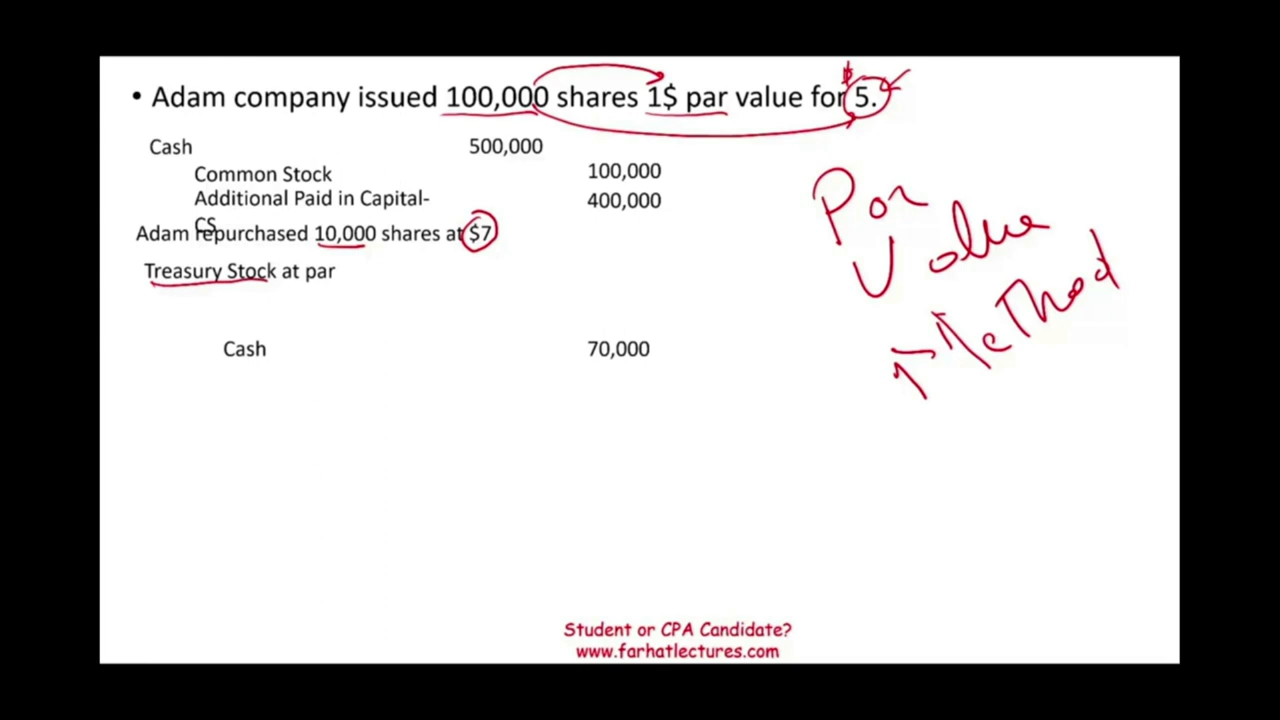 • Adam company issued 100,000 shares 1$ par value for $ 5.
Cash 500,000
Common Stock 100,000
Additional Paid in Capital- 400,000
CS
Adam repurchased 10,000 shares at $7
Treasury Stock at par
Cash 70,000
Par
Value
Method
Student or CPA Candidate?
www.farhatlectures.com